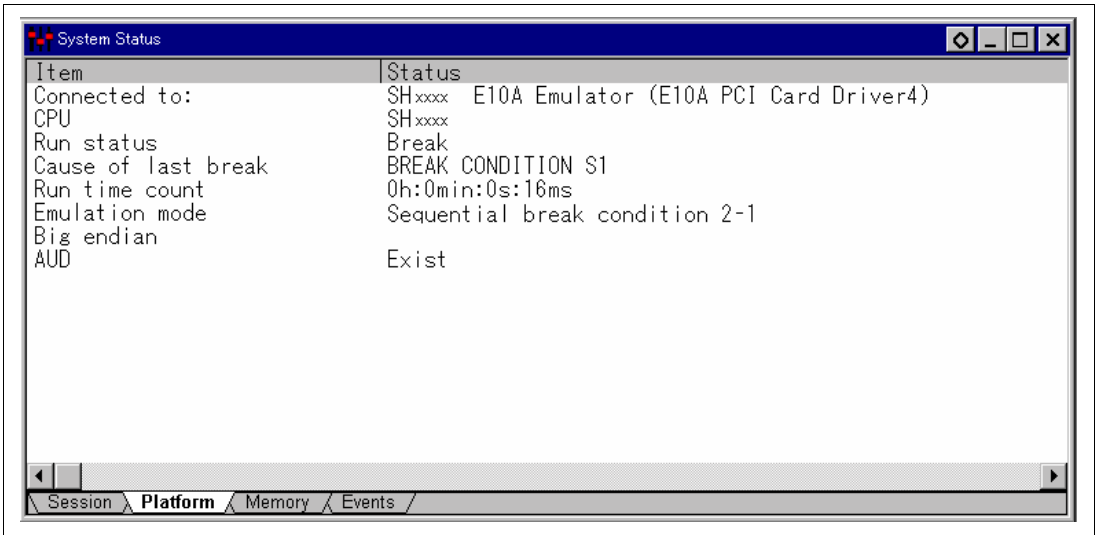 System Status
Item Status
Connected to: SHxxxx E10A Emulator (E10A PCI Card Driver4)
CPU SHxxxx
Run status Break
Cause of last break BREAK CONDITION S1
Run time count 0h:0min:0s:16ms
Emulation mode Sequential break condition 2-1
Big endian
AUD Exist
Session Platform Memory Events